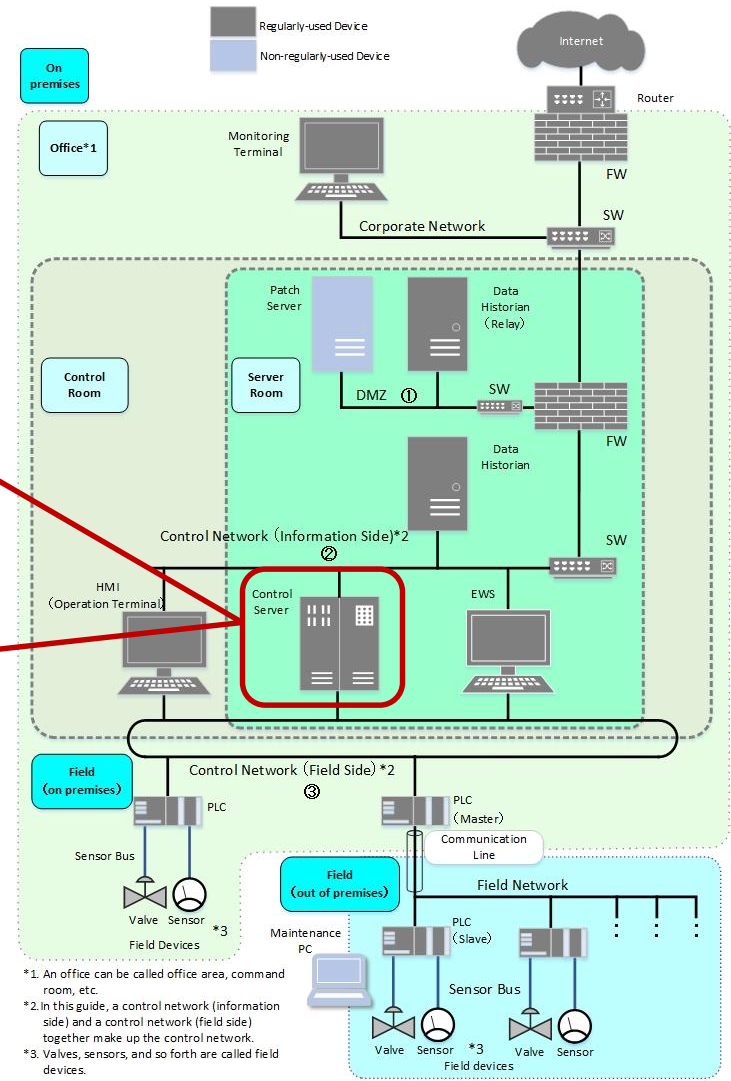 Regularly-used Device
Non-regularly-used Device
On
premises
Internet
Router
Office*1
Monitoring
Terminal
FW
SW
Corporate Network
Patch
Server
Data
Historian
(Relay)
Control
Room
Server
Room
DMZ ①
SW
FW
Data
Historian
Control Network (Information Side)*2
②
SW
HMI
(Operation Terminal)
Control
Server
EWS
Field
(on premises)
Control Network (Field Side) *2
③
PLC
PLC
(Master)
Communication
Line
Sensor Bus
Valve Sensor *3
Field Devices
Field
(out of premises)
Field Network
Maintenance
PC
PLC
(Slave)
Sensor Bus
Valve Sensor *3 Valve Sensor
Field devices
*1. An office can be called office area, command
room, etc.
*2.In this guide, a control network (information
side) and a control network (field side)
together make up the control network.
*3. Valves, sensors, and so forth are called field
devices.